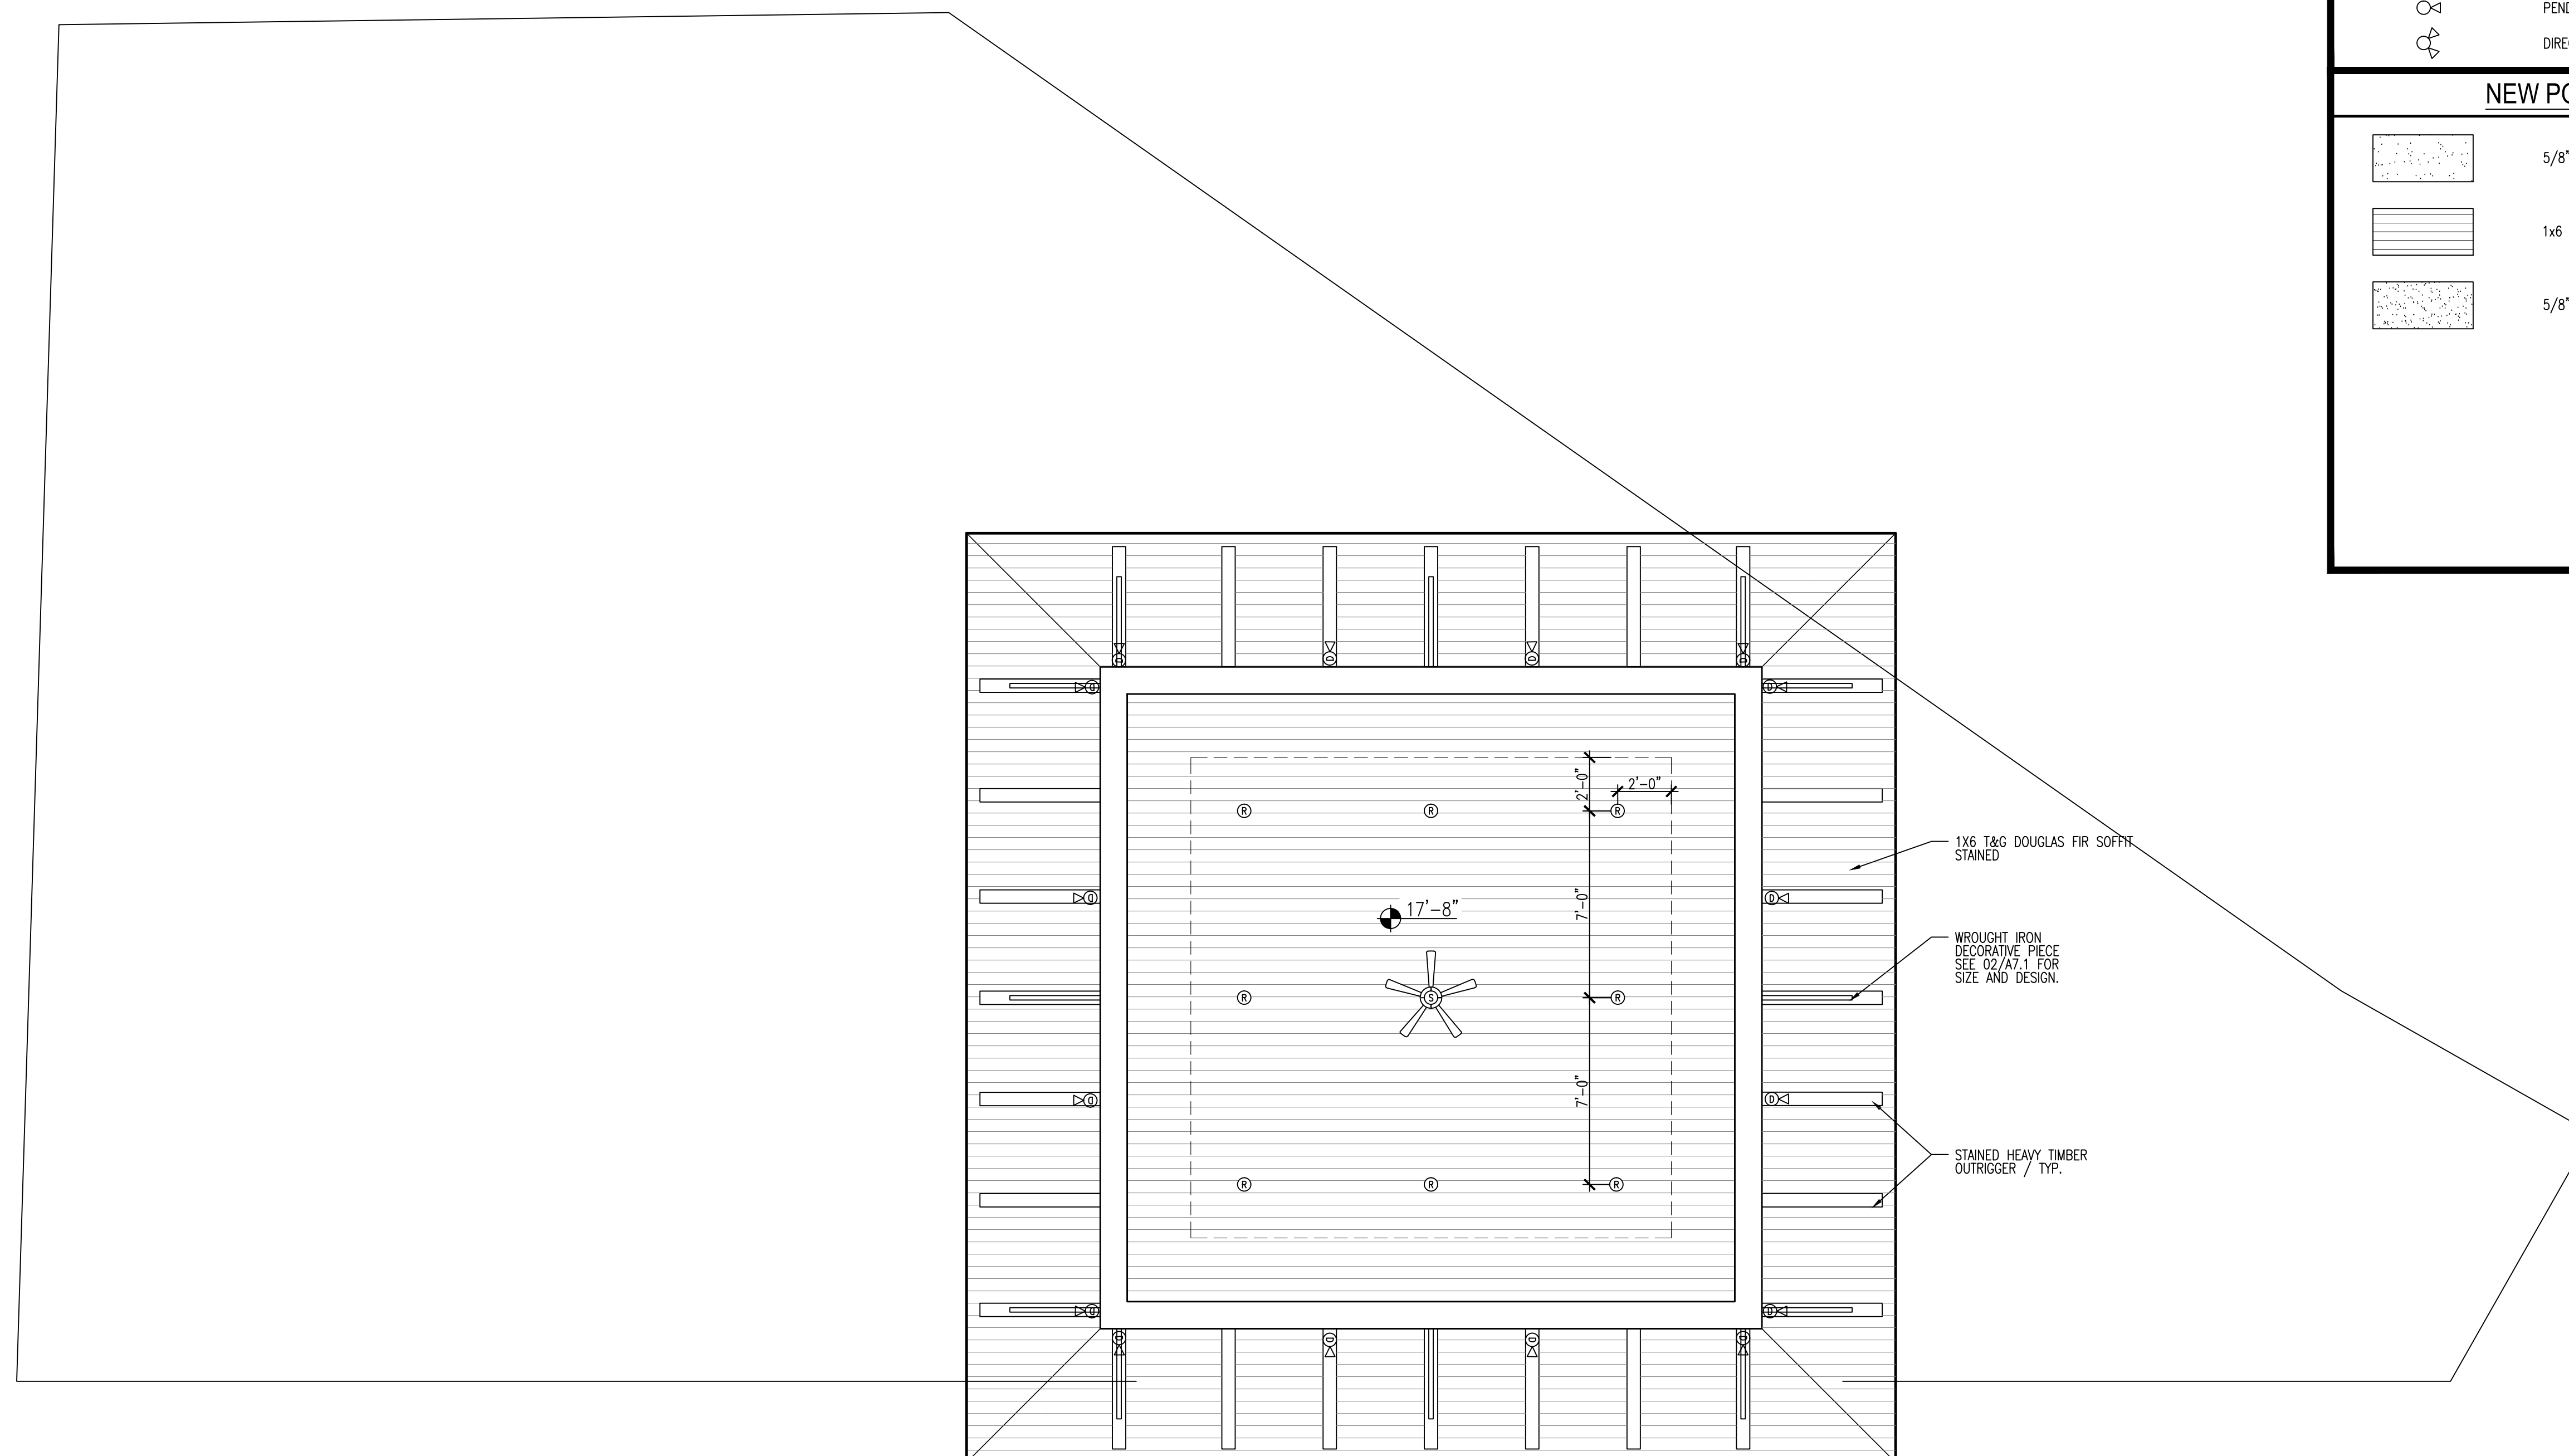 PEND
DIREC
NEW PO
5/8"
1x6
5/8"
D
D
D
D
D
D
2'-0"
2'-0"
R
R
R
1X6 T&G DOUGLAS FIR SOFFIT
STAINED
D
D
7'-0"
17'-8"
WROUGHT IRON
DECORATIVE PIECE
SEE 02/A7.1 FOR
SIZE AND DESIGN.
R
S
R
7'-0"
D
D
STAINED HEAVY TIMBER
OUTRIGGER / TYP.
R
R
R
D
D
D
D
D
D